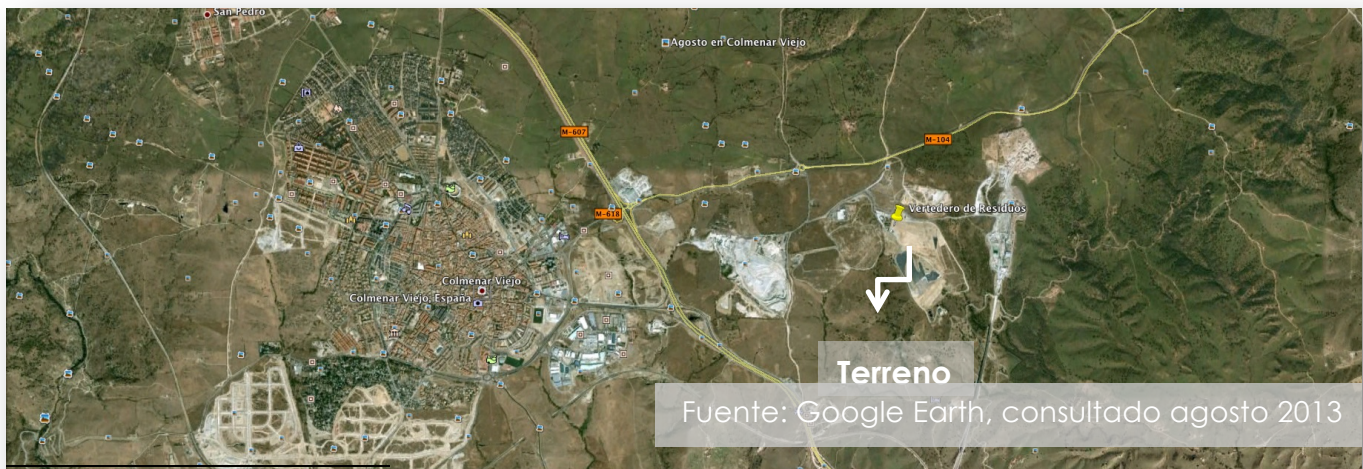 San Pedro
Agosto en Colmenar Viejo
M-607
M-104
Vertedero de Residuos
M-618
Colmenar Viejo
Colmenar Viejo, España
Terreno
Fuente: Google Earth, consultado agosto 2013